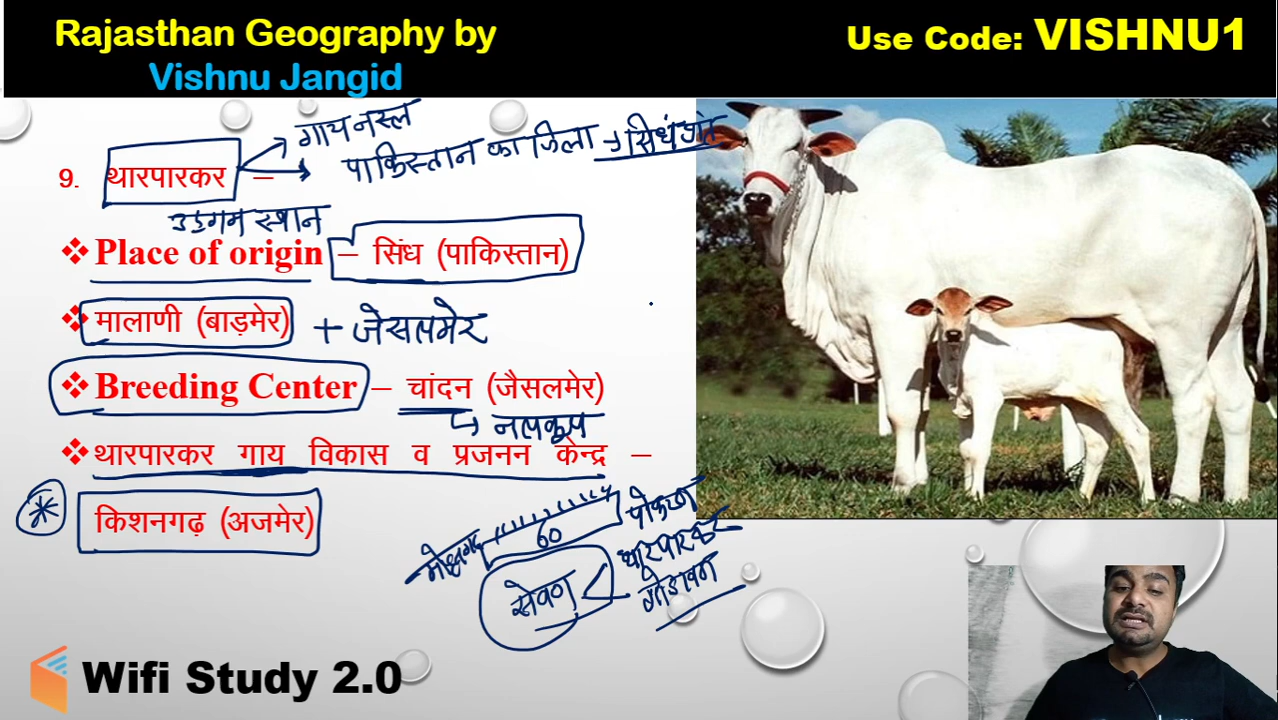 Rajasthan Geography by
Vishnu Jangid
Use Code: VISHNU1
गाय नस्ल
पाकिस्तान का जिला → सिंध
9. थारपारकर –
उद्गम स्थान
❖ Place of origin – सिंध (पाकिस्तान)
❖ मालाणी (बाड़मेर) + जेसलमेर
❖ Breeding Center – चांदन (जैसलमेर)
↳ नलकूप
❖ थारपारकर गाय विकास व प्रजनन केन्द्र –
किशनगढ़ (अजमेर)
मोहनगढ़ 60 पोकरण
सेवण
थारपारकर
गोडावण
Wifi Study 2.0